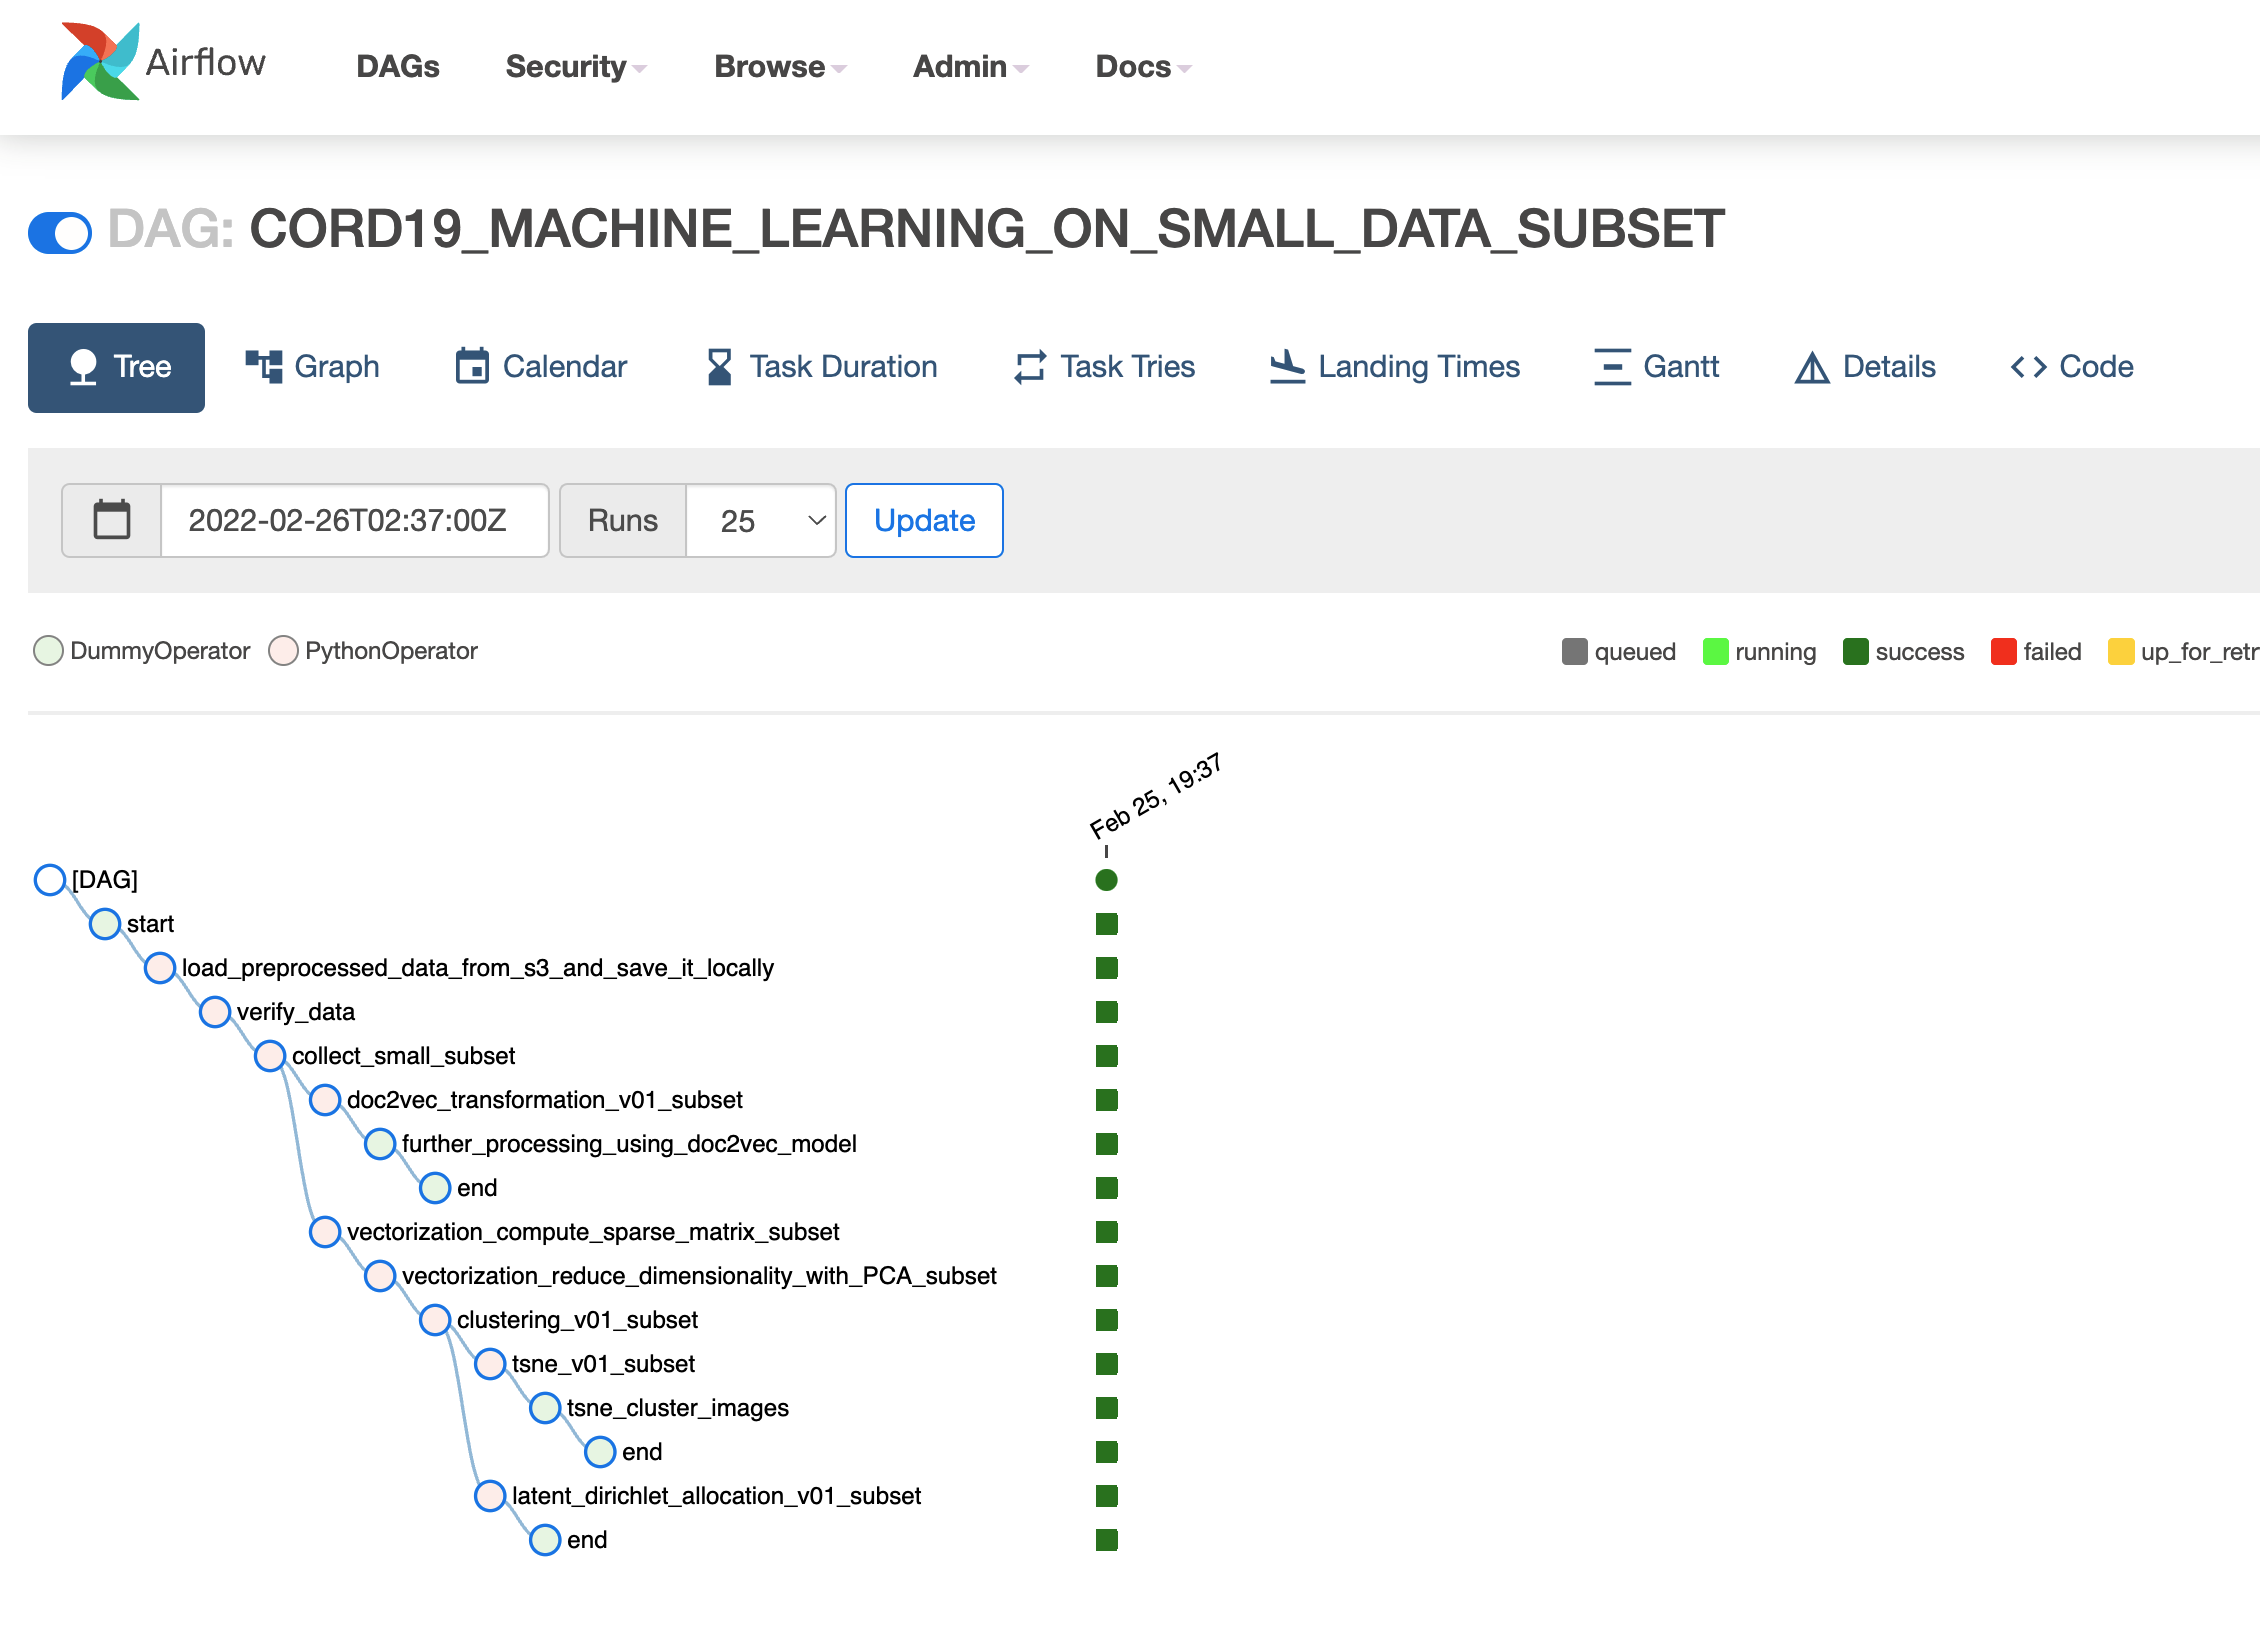 Airflow DAGs Security Browse Admin Docs
DAG: CORD19_MACHINE_LEARNING_ON_SMALL_DATA_SUBSET
Tree Graph Calendar Task Duration Task Tries Landing Times Gantt Details Code
2022-02-26T02:37:00Z Runs 25 Update
DummyOperator PythonOperator queued running success failed up_for_retr
Feb 25, 19:37
[DAG]
start
load_preprocessed_data_from_s3_and_save_it_locally
verify_data
collect_small_subset
doc2vec_transformation_v01_subset
further_processing_using_doc2vec_model
end
vectorization_compute_sparse_matrix_subset
vectorization_reduce_dimensionality_with_PCA_subset
clustering_v01_subset
tsne_v01_subset
tsne_cluster_images
end
latent_dirichlet_allocation_v01_subset
end